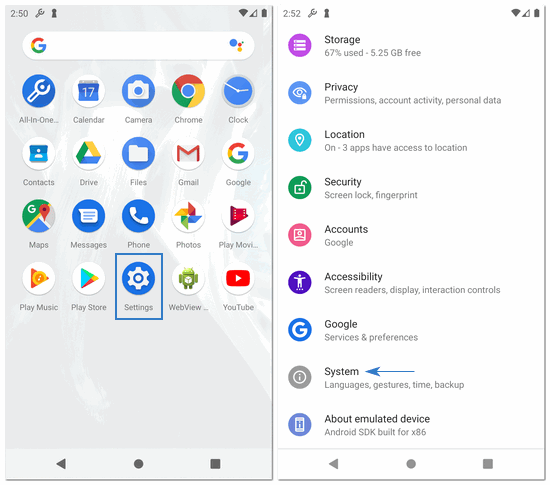 2:50
All-In-One...
Calendar
Camera
Chrome
Clock
17
Contacts
Drive
Files
Gmail
Google
Maps
Messages
Phone
Photos
Play Movi...
Play Music
Play Store
Settings
WebView ...
YouTube
2:52
Storage
67% used - 5.25 GB free
Privacy
Permissions, account activity, personal data
Location
On - 3 apps have access to location
Security
Screen lock, fingerprint
Accounts
Google
Accessibility
Screen readers, display, interaction controls
Google
Services & preferences
System
Languages, gestures, time, backup
About emulated device
Android SDK built for x86